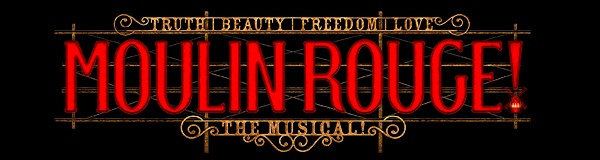 TRUTH | BEAUTY | FREEDOM | LOVE
MOULIN ROUGE!
THE MUSICAL!